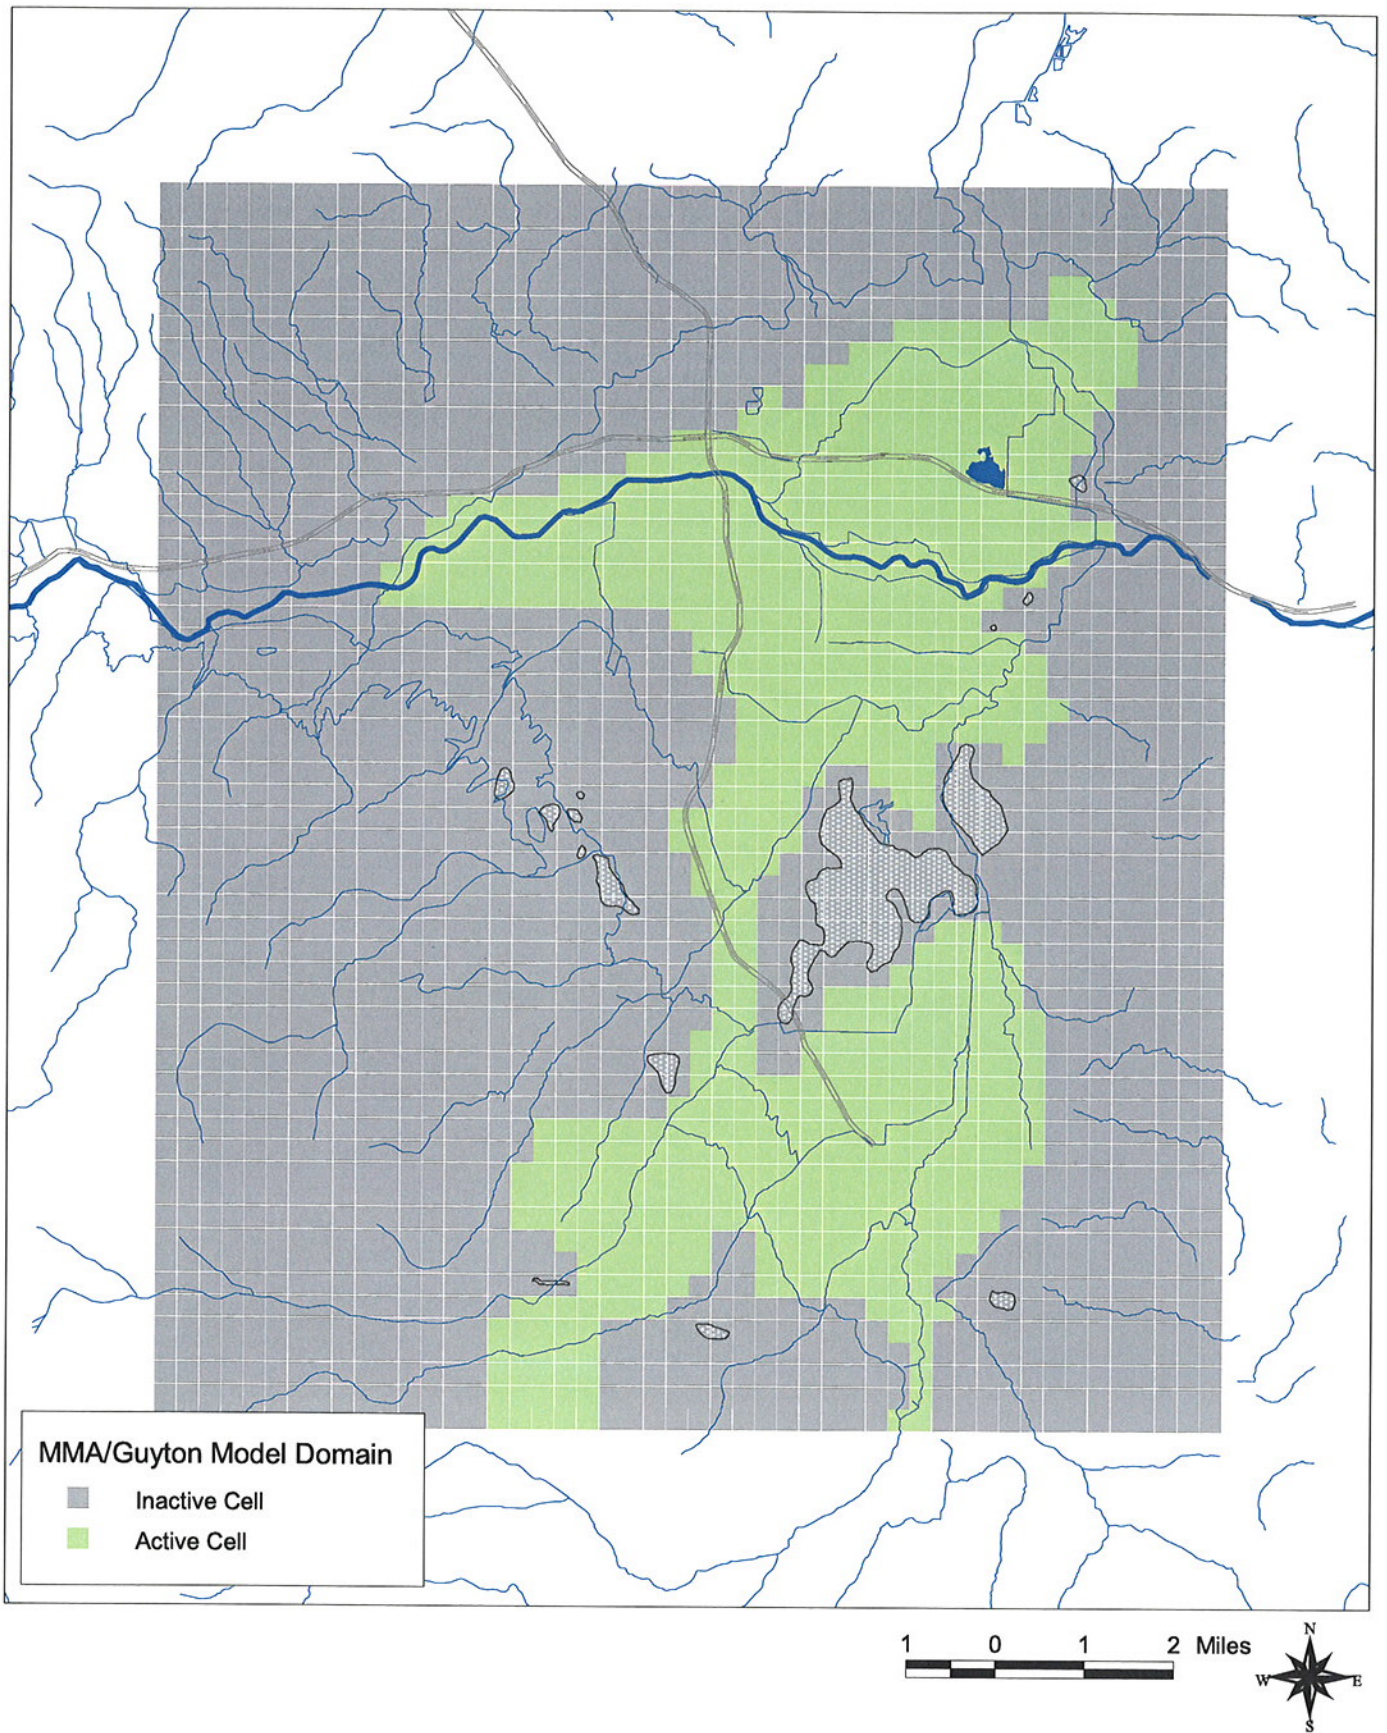 MMA/Guyton Model Domain
Inactive Cell
Active Cell
1 0 1 2 Miles
N
W E
S